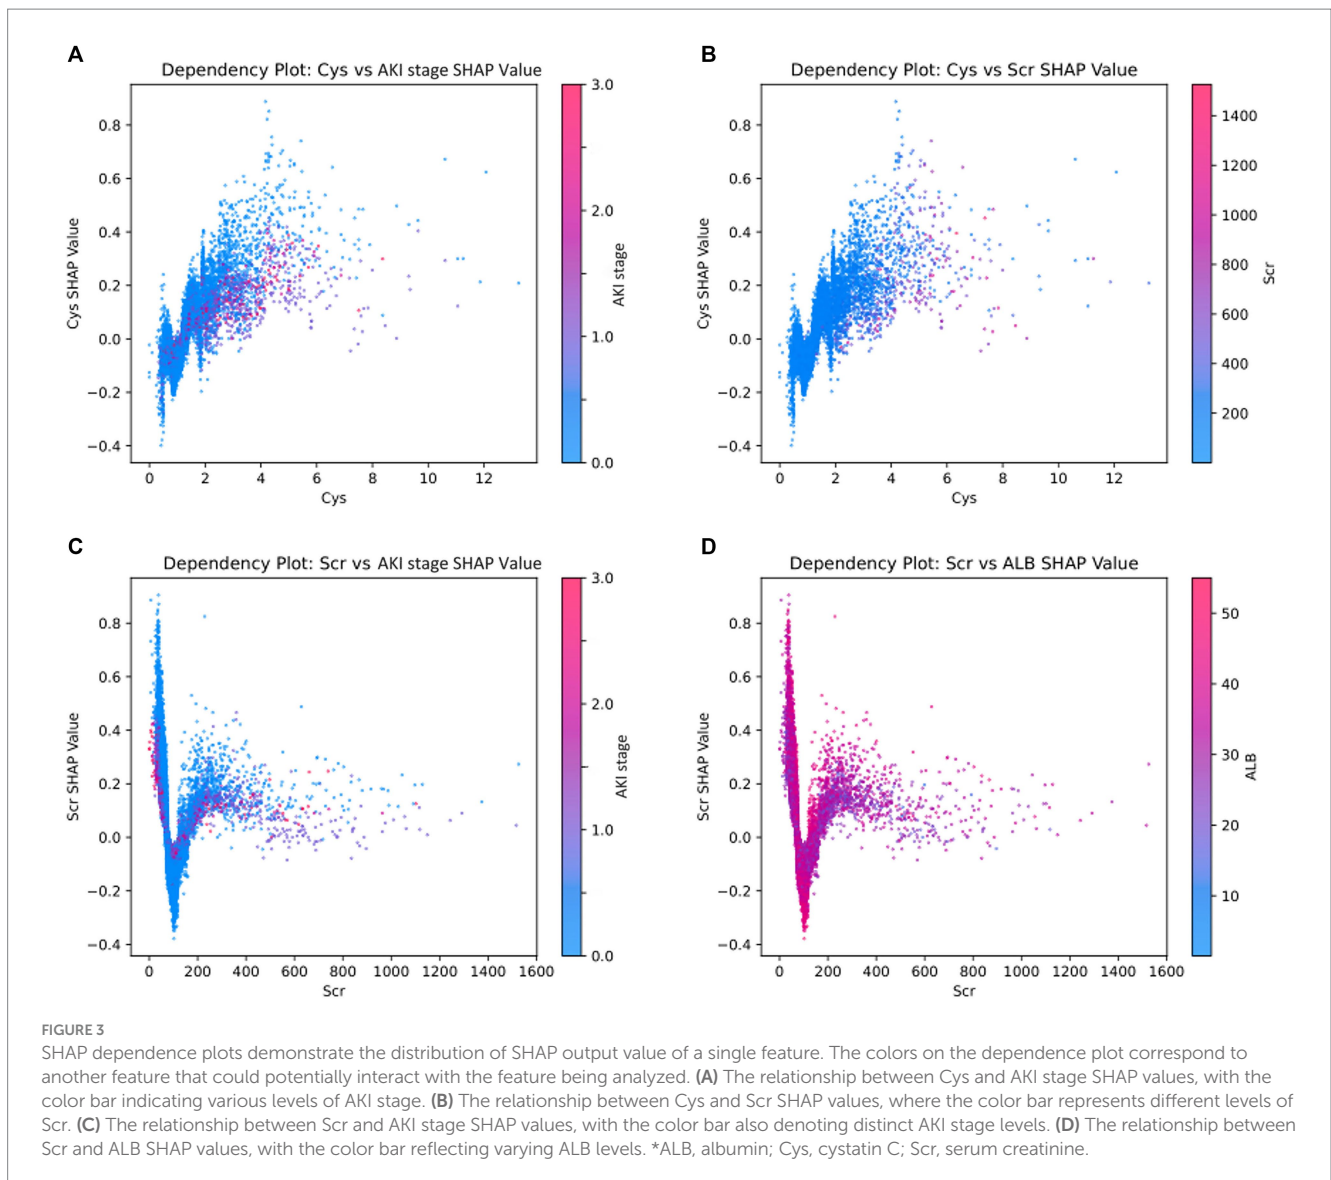 A
Dependency Plot: Cys vs AKI stage SHAP Value
Cys SHAP Value
0.8
0.6
0.4
0.2
0.0
−0.2
−0.4
0 2 4 6 8 10 12
Cys
3.0
2.0
1.0
0.0
AKI stage
B
Dependency Plot: Cys vs Scr SHAP Value
Cys SHAP Value
0.8
0.6
0.4
0.2
0.0
−0.2
−0.4
0 2 4 6 8 10 12
Cys
1400
1200
1000
800
600
400
200
Scr
C
Dependency Plot: Scr vs AKI stage SHAP Value
Scr SHAP Value
0.8
0.6
0.4
0.2
0.0
−0.2
−0.4
0 200 400 600 800 1000 1200 1400 1600
Scr
3.0
2.0
1.0
0.0
AKI stage
D
Dependency Plot: Scr vs ALB SHAP Value
Scr SHAP Value
0.8
0.6
0.4
0.2
0.0
−0.2
−0.4
0 200 400 600 800 1000 1200 1400 1600
Scr
50
40
30
20
10
ALB
FIGURE 3
SHAP dependence plots demonstrate the distribution of SHAP output value of a single feature. The colors on the dependence plot correspond to
another feature that could potentially interact with the feature being analyzed. (A) The relationship between Cys and AKI stage SHAP values, with the
color bar indicating various levels of AKI stage. (B) The relationship between Cys and Scr SHAP values, where the color bar represents different levels of
Scr. (C) The relationship between Scr and AKI stage SHAP values, with the color bar also denoting distinct AKI stage levels. (D) The relationship between
Scr and ALB SHAP values, with the color bar reflecting varying ALB levels. *ALB, albumin; Cys, cystatin C; Scr, serum creatinine.